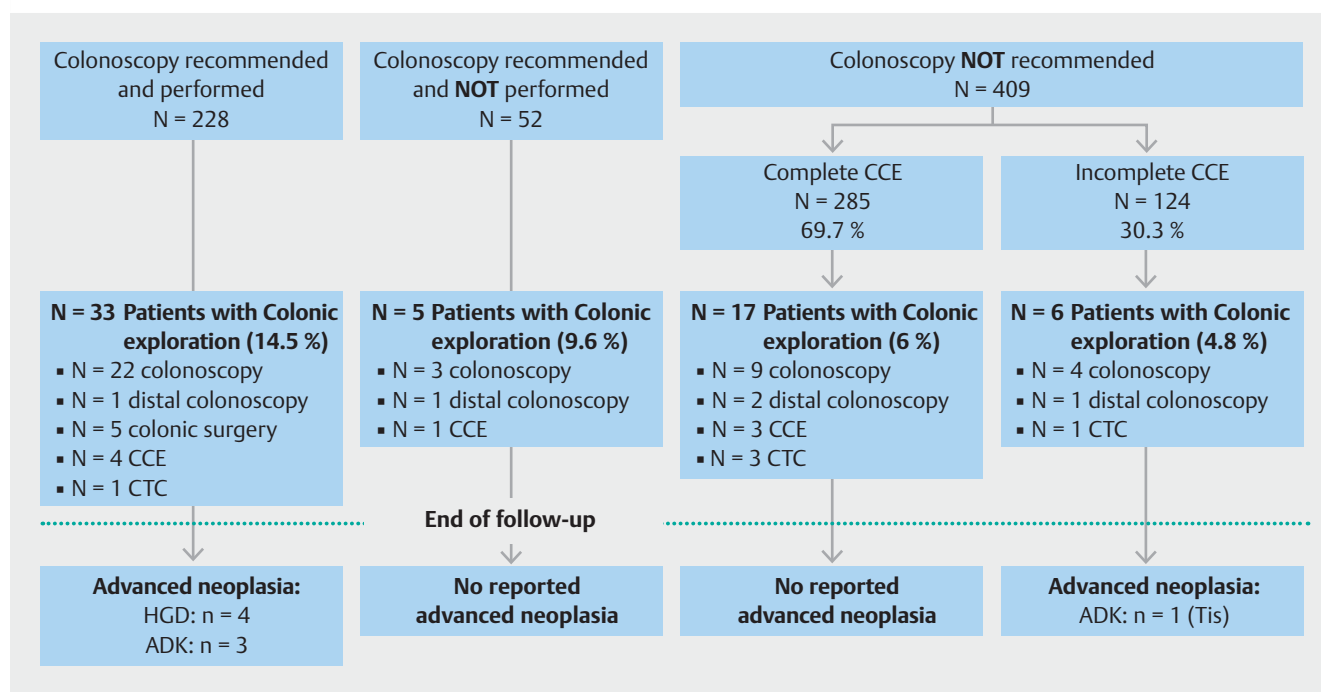 Colonoscopy recommended
and performed
N = 228
Colonoscopy recommended
and NOT performed
N = 52
Colonoscopy NOT recommended
N = 409
Complete CCE
N = 285
69.7 %
Incomplete CCE
N = 124
30.3 %
N = 33 Patients with Colonic
exploration (14.5 %)
▪ N = 22 colonoscopy
▪ N = 1 distal colonoscopy
▪ N = 5 colonic surgery
▪ N = 4 CCE
▪ N = 1 CTC
N = 5 Patients with Colonic
exploration (9.6 %)
▪ N = 3 colonoscopy
▪ N = 1 distal colonoscopy
▪ N = 1 CCE
N = 17 Patients with Colonic
exploration (6 %)
▪ N = 9 colonoscopy
▪ N = 2 distal colonoscopy
▪ N = 3 CCE
▪ N = 3 CTC
N = 6 Patients with Colonic
exploration (4.8 %)
▪ N = 4 colonoscopy
▪ N = 1 distal colonoscopy
▪ N = 1 CTC
End of follow-up
Advanced neoplasia:
HGD: n = 4
ADK: n = 3
No reported
advanced neoplasia
No reported
advanced neoplasia
Advanced neoplasia:
ADK: n = 1 (Tis)